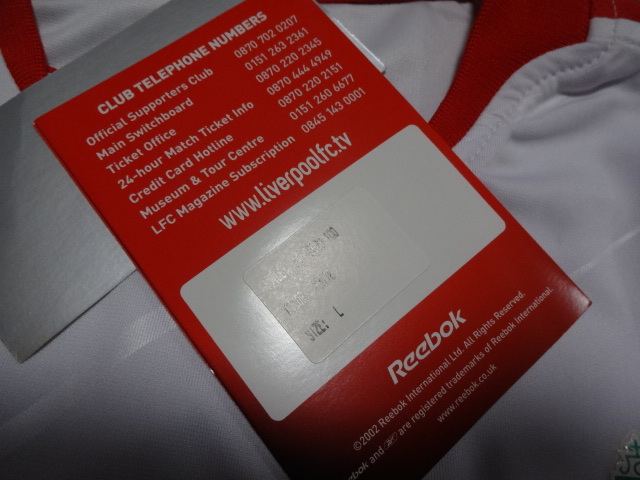 CLUB TELEPHONE NUMBERS
Official Supporters Club 0870 702 0207
Main Switchboard 0151 263 2361
Ticket Office 0870 220 2345
24-hour Match Ticket Info 0870 444 4949
Credit Card Hotline 0870 220 2151
Museum & Tour Centre 0151 260 6677
LFC Magazine Subscription 0845 143 0001
www.liverpoolfc.tv
SIZE: L
Reebok
©2002 Reebok International Ltd. All Rights Reserved.
and are registered trademarks of Reebok International.
www.reebok.co.uk